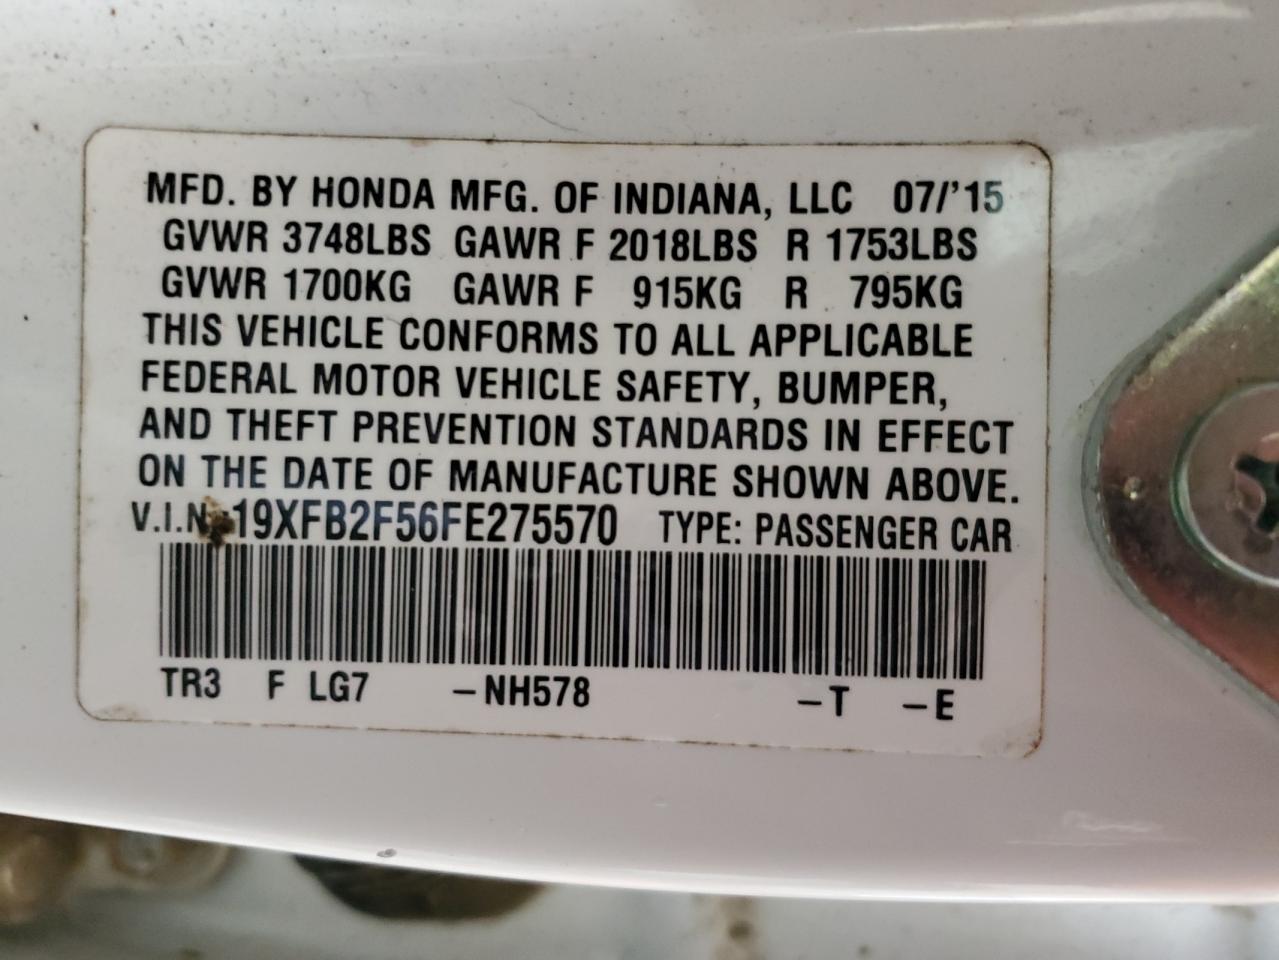 MFD. BY HONDA MFG. OF INDIANA, LLC 07/'15
GVWR 3748LBS GAWR F 2018LBS R 1753LBS
GVWR 1700KG GAWR F 915KG R 795KG
THIS VEHICLE CONFORMS TO ALL APPLICABLE
FEDERAL MOTOR VEHICLE SAFETY, BUMPER,
AND THEFT PREVENTION STANDARDS IN EFFECT
ON THE DATE OF MANUFACTURE SHOWN ABOVE.
V.I.N.:19XFB2F56FE275570 TYPE: PASSENGER CAR
TR3 F LG7 –NH578 –T –E